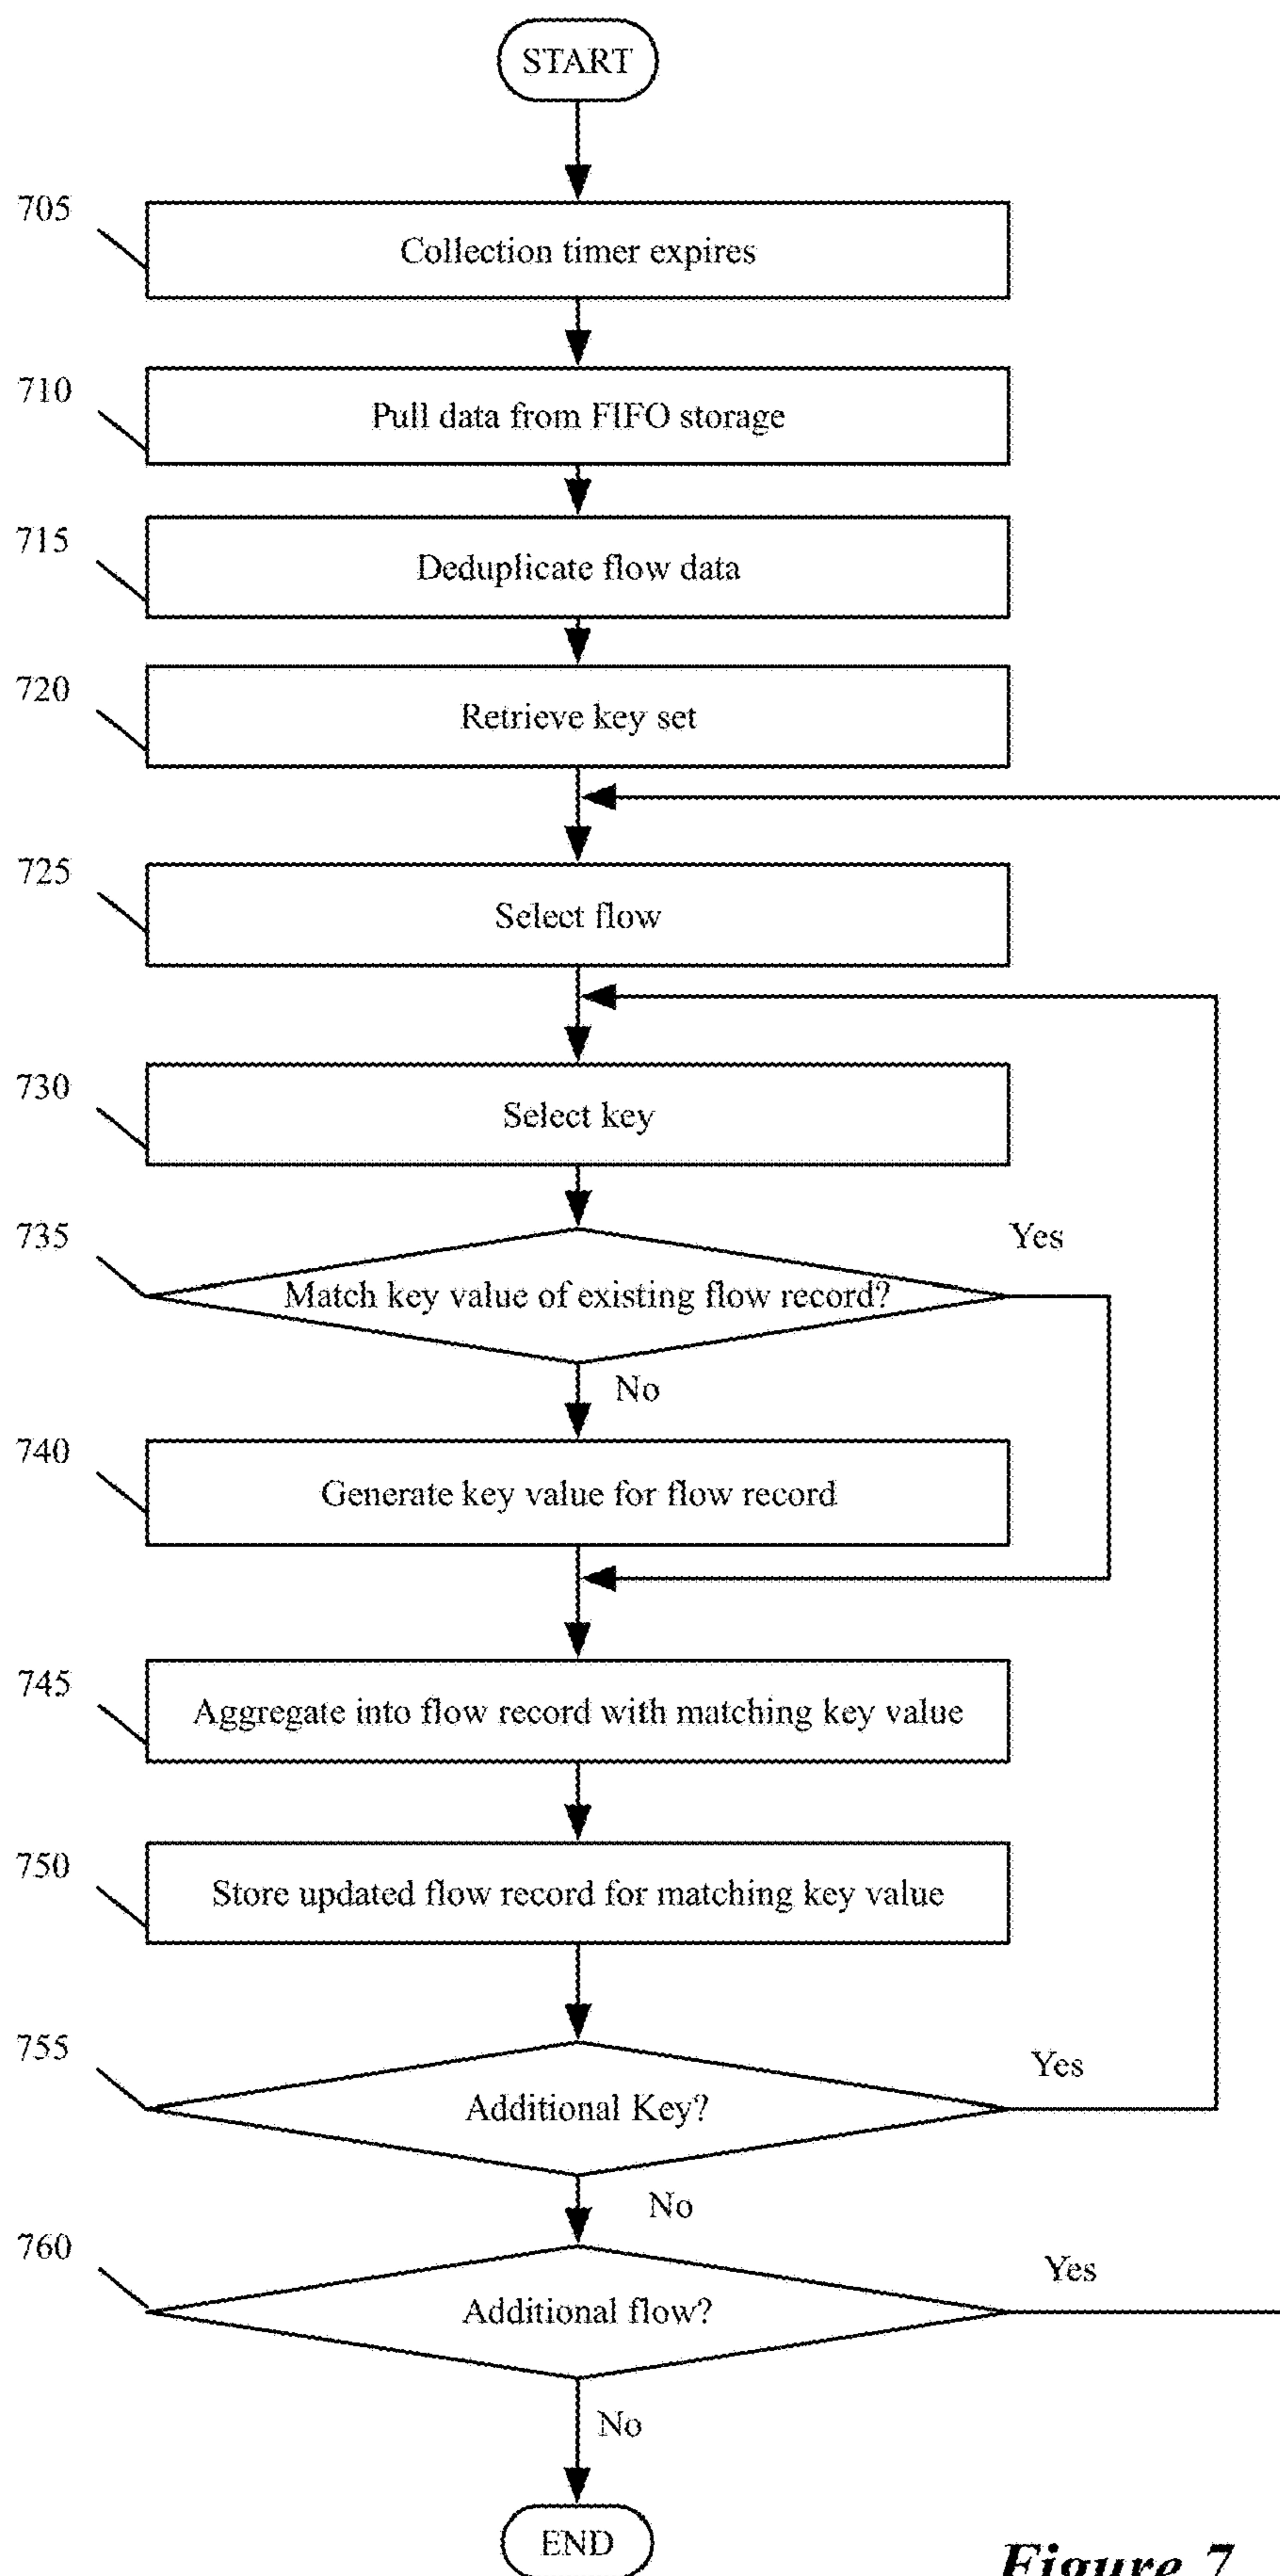 START
705
Collection timer expires
710
Pull data from FIFO storage
715
Deduplicate flow data
720
Retrieve key set
725
Select flow
730
Select key
735
Match key value of existing flow record?
Yes
No
740
Generate key value for flow record
745
Aggregate into flow record with matching key value
750
Store updated flow record for matching key value
755
Additional Key?
Yes
No
760
Additional flow?
Yes
No
END
Figure 7